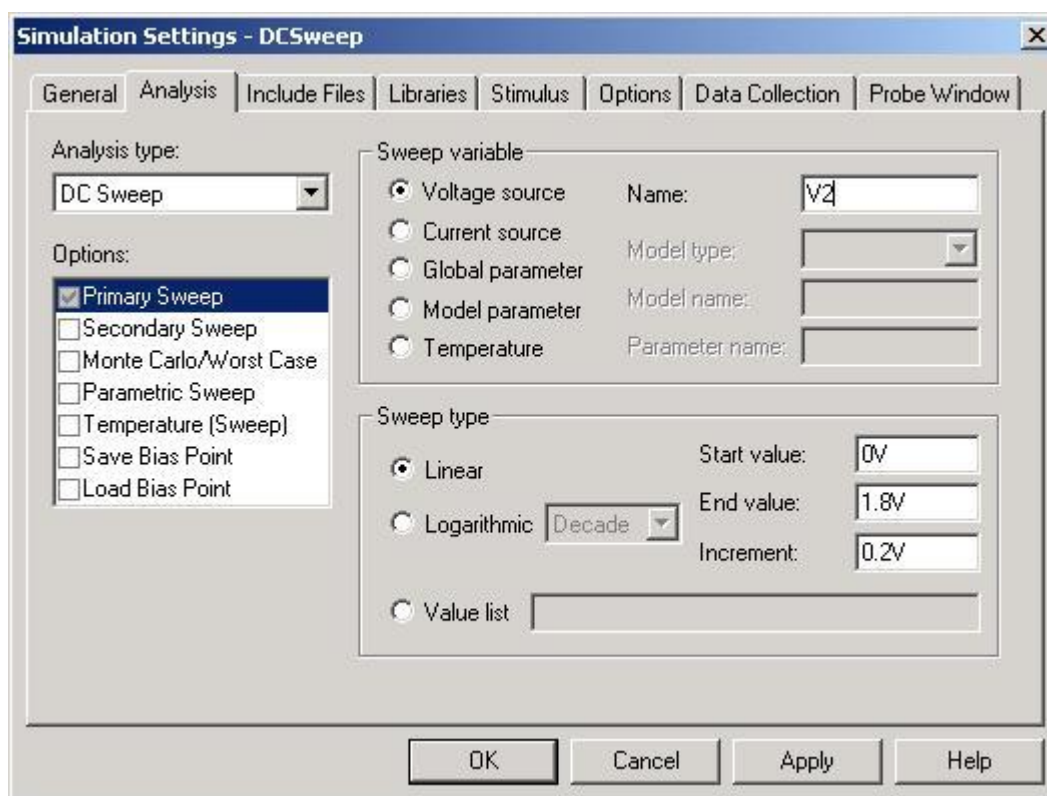 Simulation Settings - DCSweep
General Analysis Include Files Libraries Stimulus Options Data Collection Probe Window
Analysis type:
DC Sweep
Options:
Primary Sweep
Secondary Sweep
Monte Carlo/Worst Case
Parametric Sweep
Temperature (Sweep)
Save Bias Point
Load Bias Point
Sweep variable
Voltage source
Current source
Global parameter
Model parameter
Temperature
Name: V2
Model type:
Model name:
Parameter name:
Sweep type
Linear
Logarithmic Decade
Value list
Start value: 0V
End value: 1.8V
Increment: 0.2V
OK Cancel Apply Help